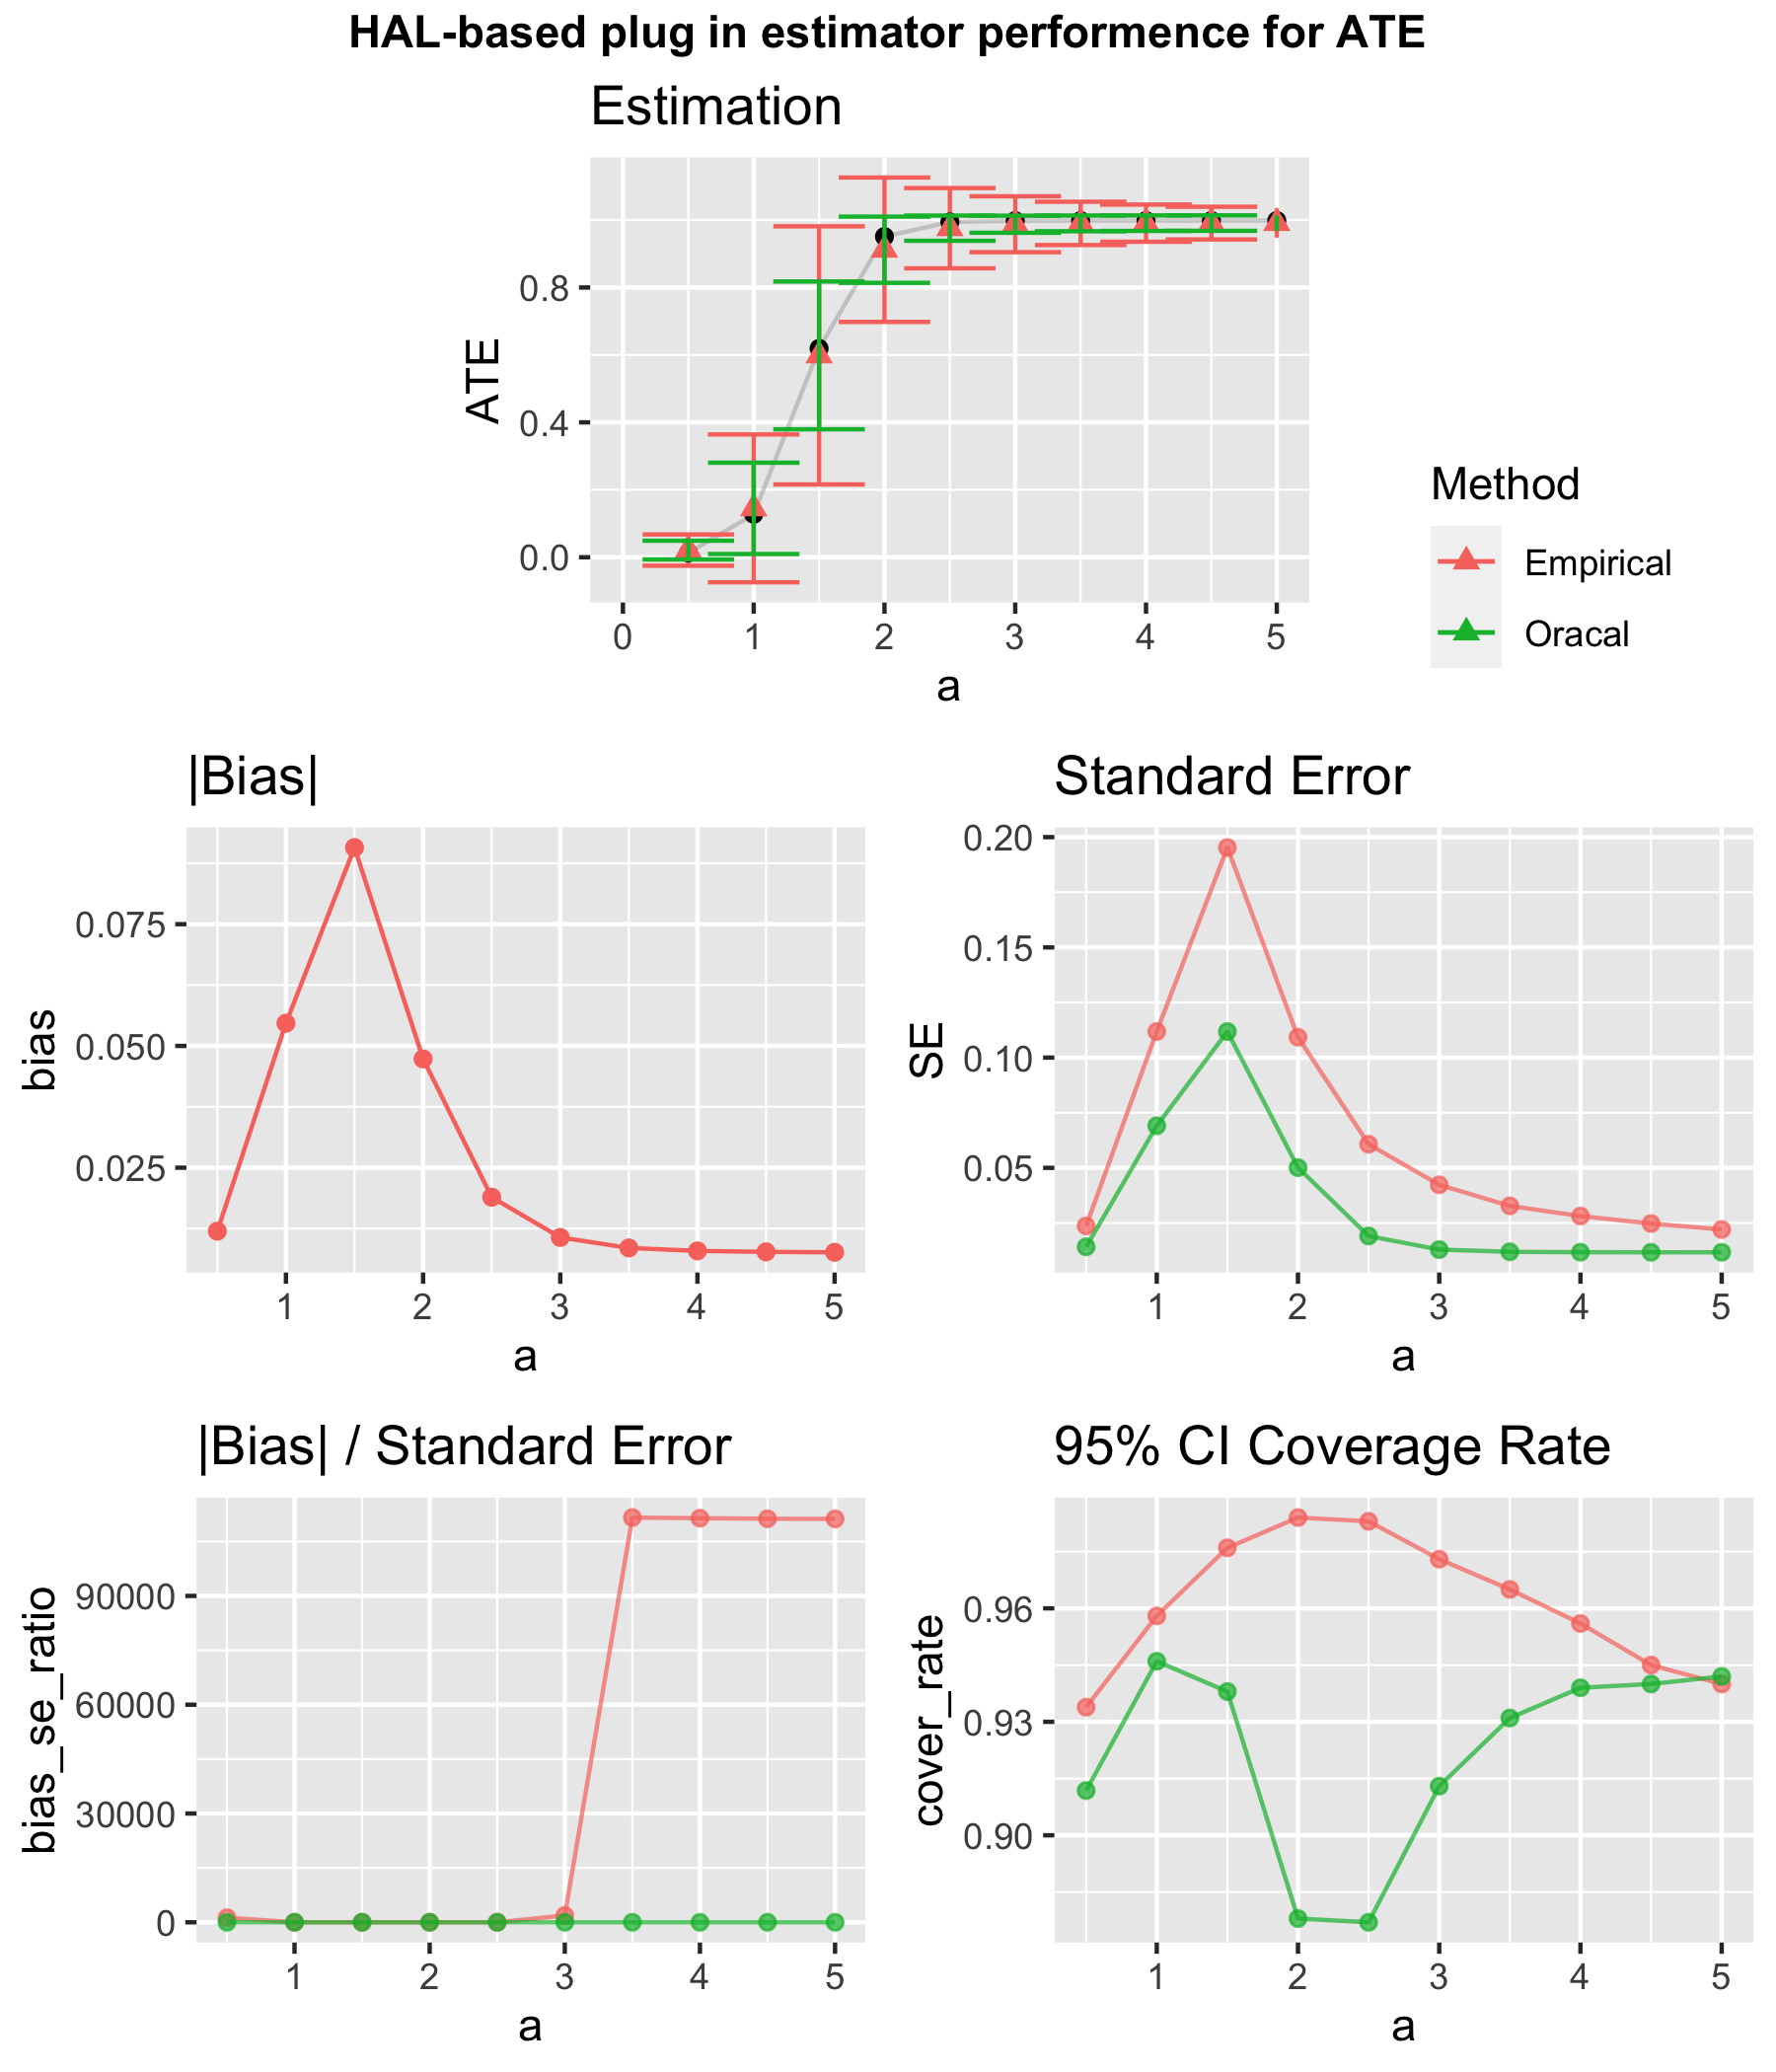 HAL-based plug in estimator performence for ATE
Estimation
ATE
0.8
0.4
0.0
0 1 2 3 4 5
a
Method
Empirical
Oracal
|Bias|
bias
0.075
0.050
0.025
1 2 3 4 5
a
Standard Error
SE
0.20
0.15
0.10
0.05
1 2 3 4 5
a
|Bias| / Standard Error
bias_se_ratio
90000
60000
30000
0
1 2 3 4 5
a
95% CI Coverage Rate
cover_rate
0.96
0.93
0.90
1 2 3 4 5
a